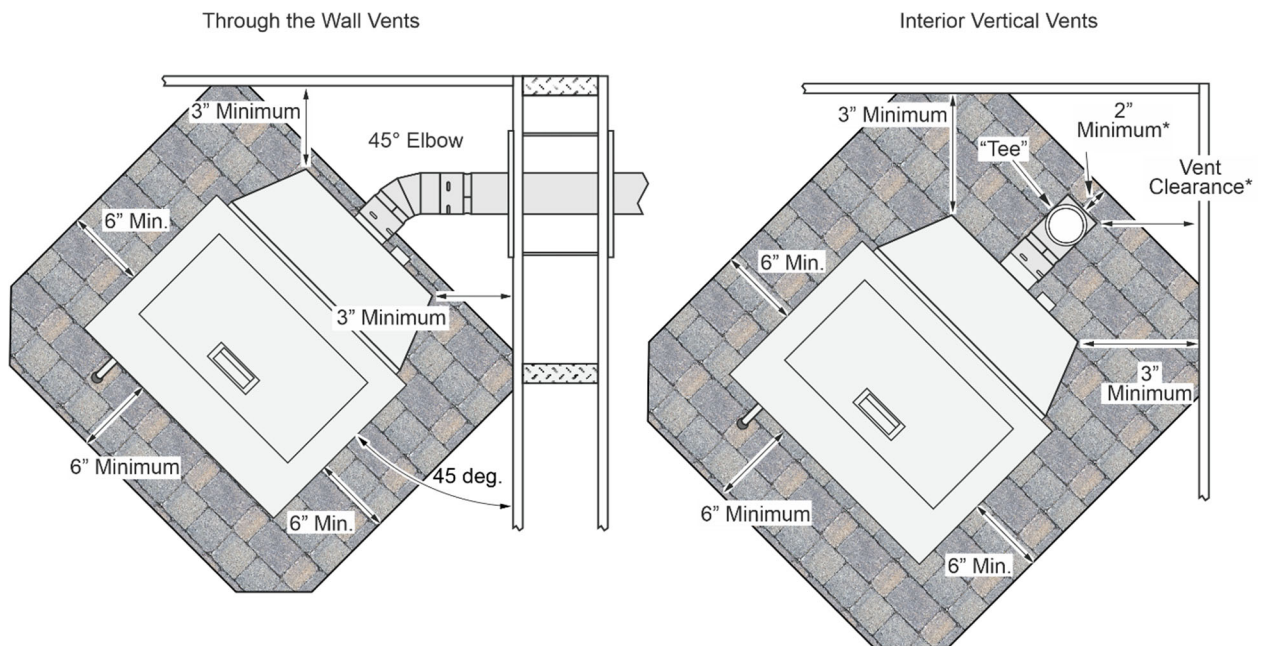 Through the Wall Vents
3” Minimum
45° Elbow
6” Min.
3” Minimum
6” Minimum
45 deg.
6” Min.
Interior Vertical Vents
3” Minimum
2”
Minimum*
“Tee”
Vent
Clearance*
6” Min.
3”
Minimum
6” Minimum
6” Min.